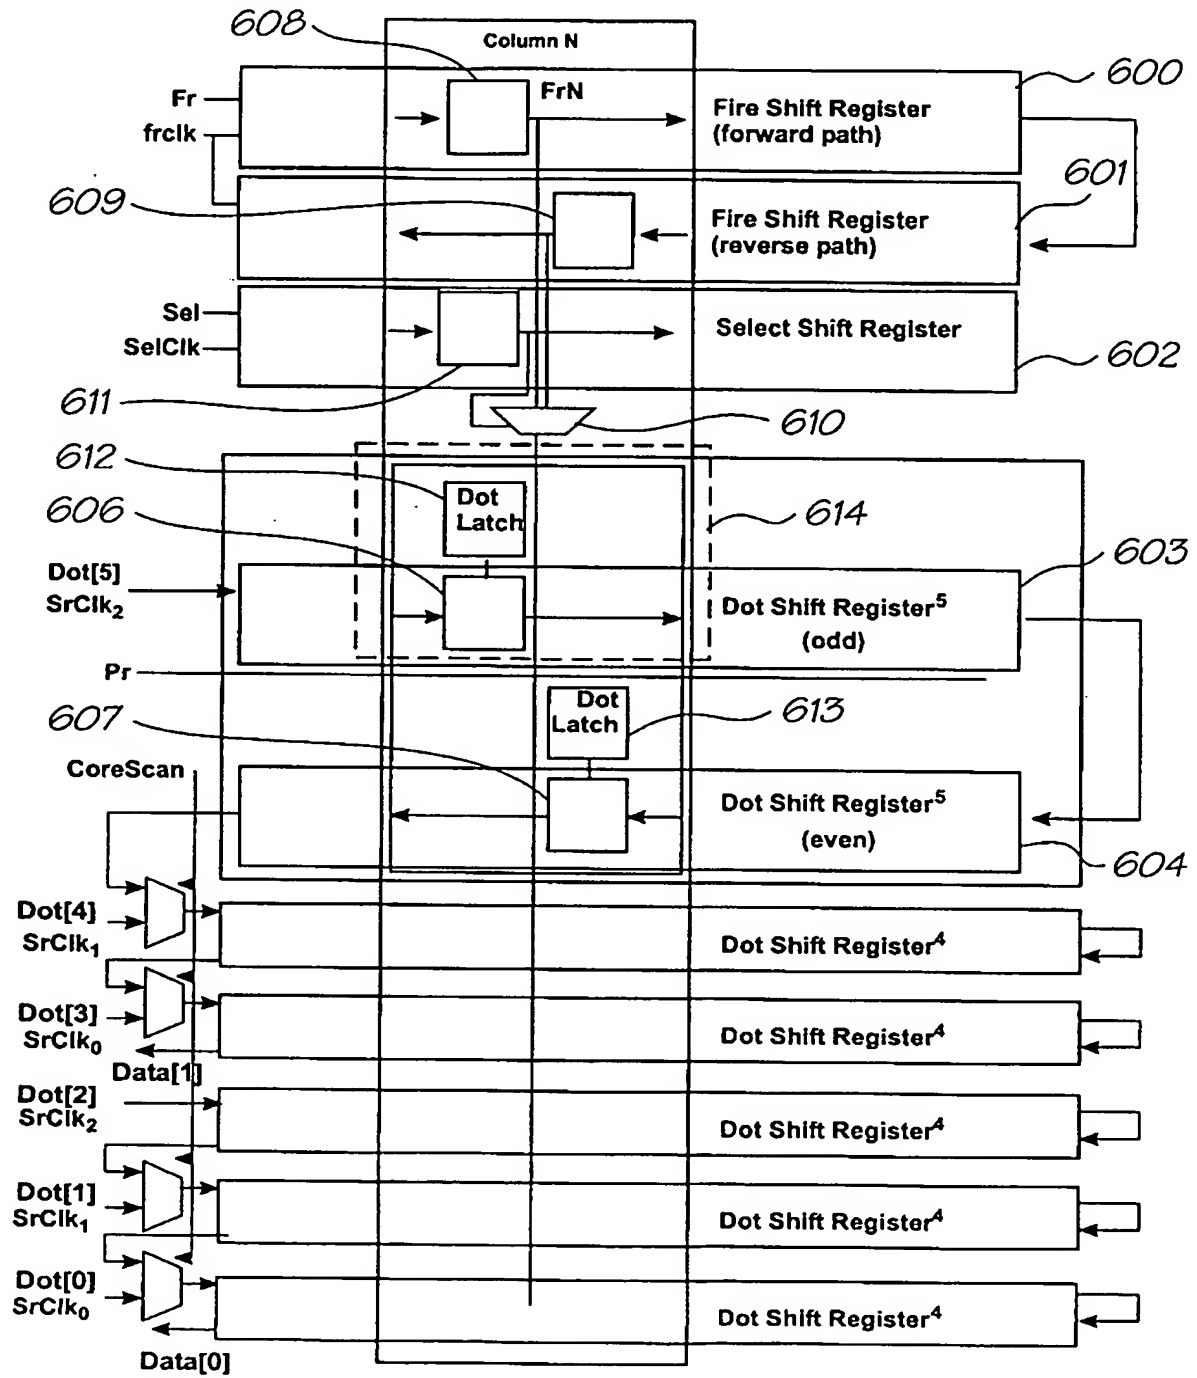 608
Column N
600
Fr
FrN
Fire Shift Register
(forward path)
frclk
601
609
Fire Shift Register
(reverse path)
Sel
Select Shift Register
SelClk
602
611
610
612
Dot
Latch
606
614
603
Dot[5]
SrClk₂
Dot Shift Register⁵
(odd)
Pr
607
Dot
Latch
613
CoreScan
Dot Shift Register⁵
(even)
604
Dot[4]
SrClk₁
Dot Shift Register⁴
Dot[3]
SrClk₀
Dot Shift Register⁴
Data[1]
Dot[2]
SrClk₂
Dot Shift Register⁴
Dot[1]
SrClk₁
Dot Shift Register⁴
Dot[0]
SrClk₀
Dot Shift Register⁴
Data[0]